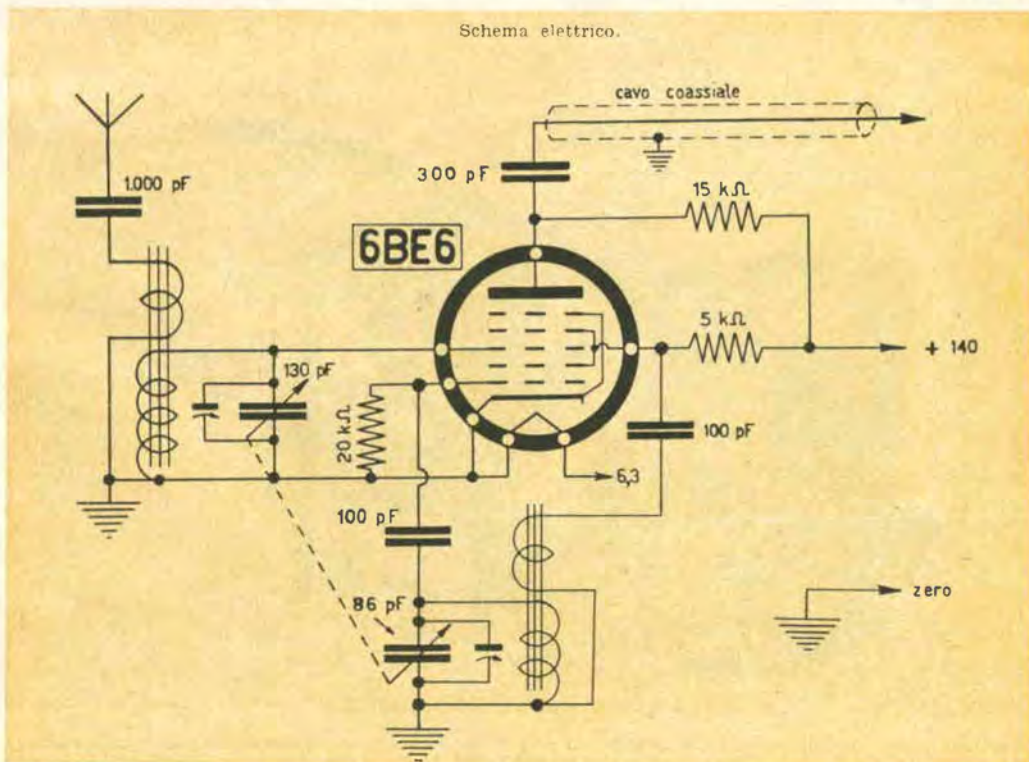 Schema elettrico.
cavo coassiale
300 pF
1.000 pF
15 kΩ
6BE6
5 kΩ
+ 140
130 pF
20 kΩ
100 pF
6,3
100 pF
86 pF
zero